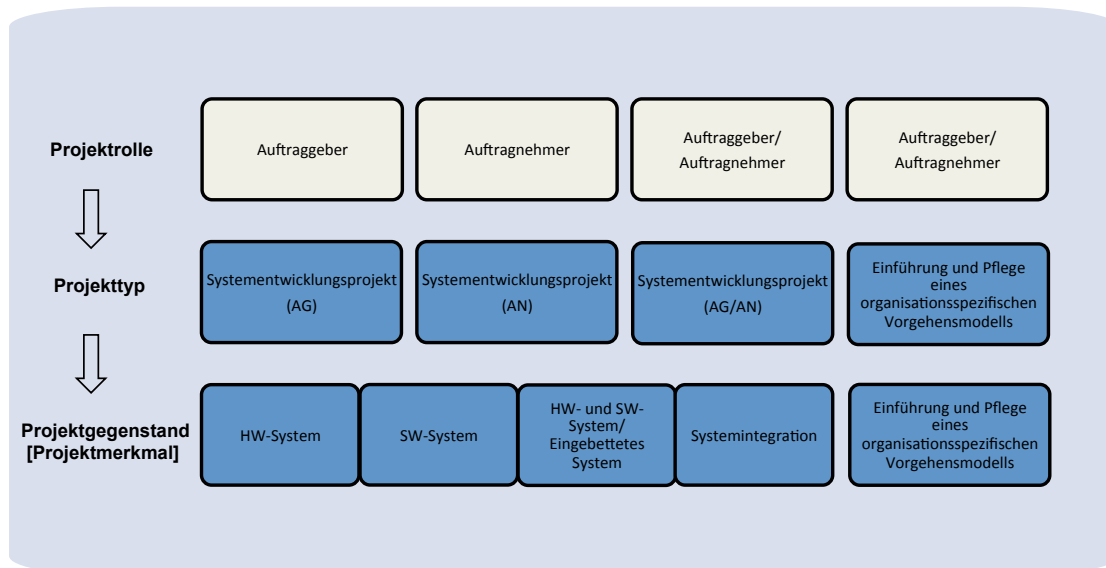 Projektrolle
Auftraggeber
Auftragnehmer
Auftraggeber/
Auftragnehmer
Auftraggeber/
Auftragnehmer
Projekttyp
Systementwicklungsprojekt
(AG)
Systementwicklungsprojekt
(AN)
Systementwicklungsprojekt
(AG/AN)
Einführung und Pflege
eines
organisationsspezifischen
Vorgehensmodells
Projektgegenstand
[Projektmerkmal]
HW-System
SW-System
HW- und SW-
System/
Eingebettetes
System
Systemintegration
Einführung und Pflege
eines
organisationsspezifischen
Vorgehensmodells